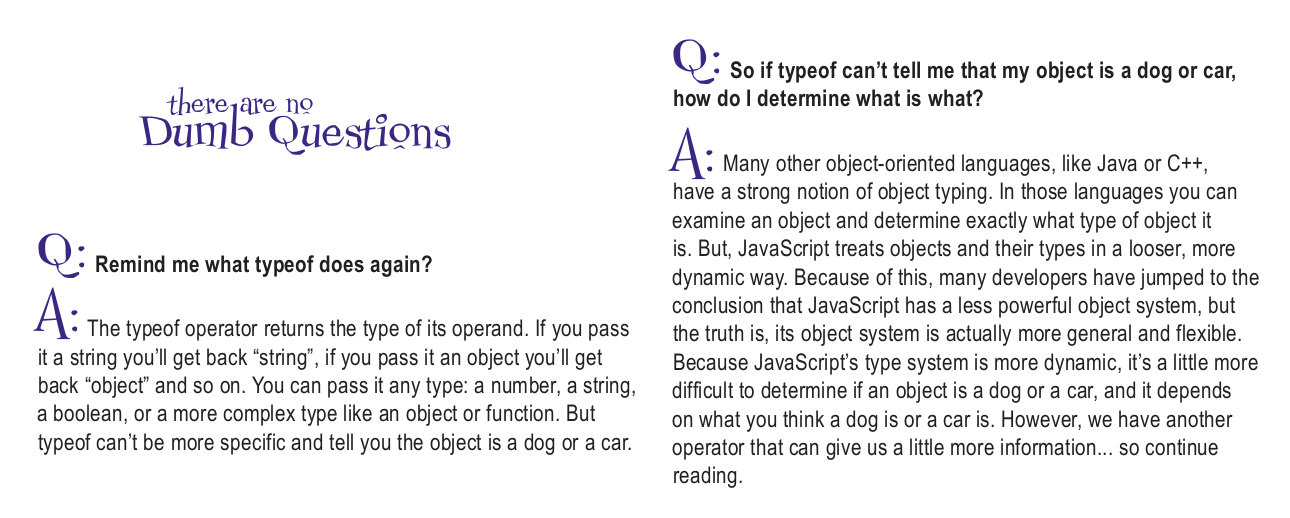 there are no
Dumb Questions
Q: Remind me what typeof does again?
A: The typeof operator returns the type of its operand. If you pass
it a string you’ll get back “string”, if you pass it an object you’ll get
back “object” and so on. You can pass it any type: a number, a string,
a boolean, or a more complex type like an object or function. But
typeof can’t be more specific and tell you the object is a dog or a car.
Q: So if typeof can’t tell me that my object is a dog or car,
how do I determine what is what?
A: Many other object-oriented languages, like Java or C++,
have a strong notion of object typing. In those languages you can
examine an object and determine exactly what type of object it
is. But, JavaScript treats objects and their types in a looser, more
dynamic way. Because of this, many developers have jumped to the
conclusion that JavaScript has a less powerful object system, but
the truth is, its object system is actually more general and flexible.
Because JavaScript’s type system is more dynamic, it’s a little more
difficult to determine if an object is a dog or a car, and it depends
on what you think a dog is or a car is. However, we have another
operator that can give us a little more information... so continue
reading.